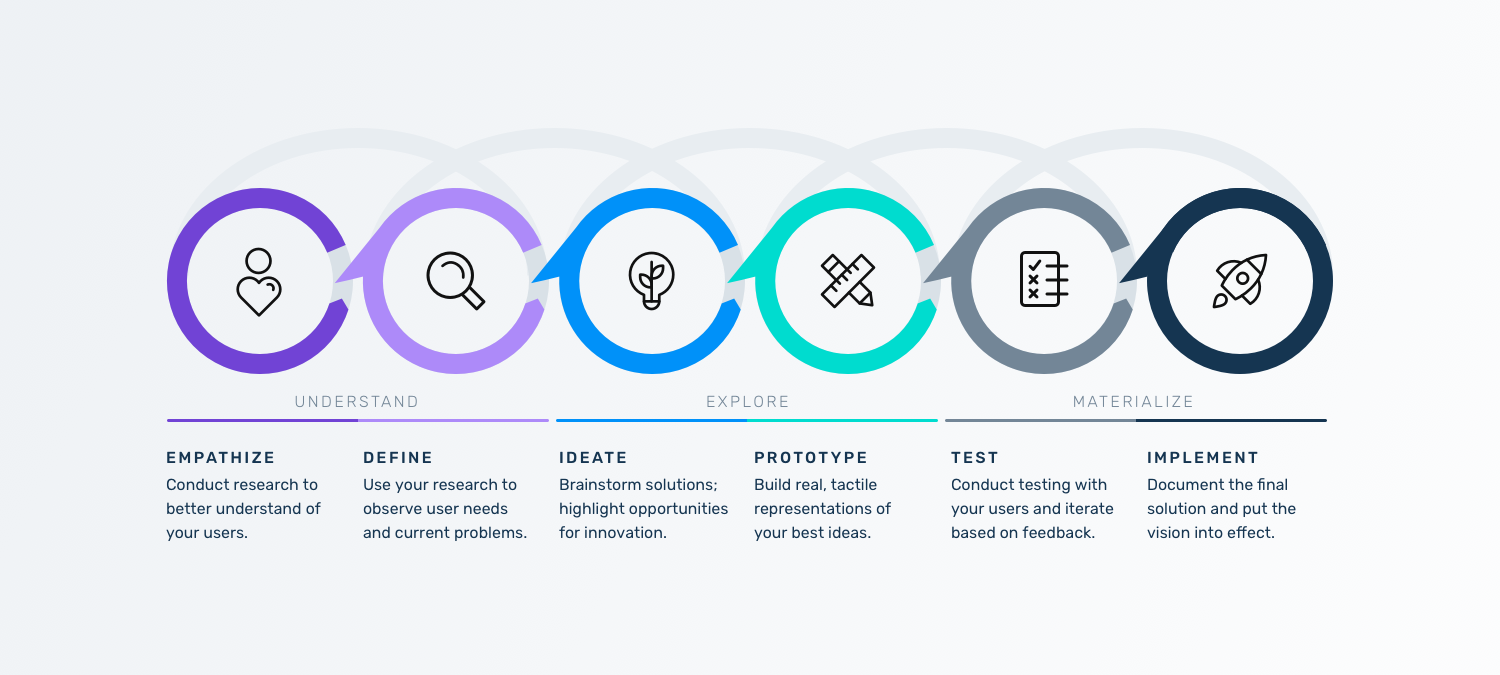 UNDERSTAND
EXPLORE
MATERIALIZE
EMPATHIZE
Conduct research to
better understand of
your users.
DEFINE
Use your research to
observe user needs
and current problems.
IDEATE
Brainstorm solutions;
highlight opportunities
for innovation.
PROTOTYPE
Build real, tactile
representations of
your best ideas.
TEST
Conduct testing with
your users and iterate
based on feedback.
IMPLEMENT
Document the final
solution and put the
vision into effect.